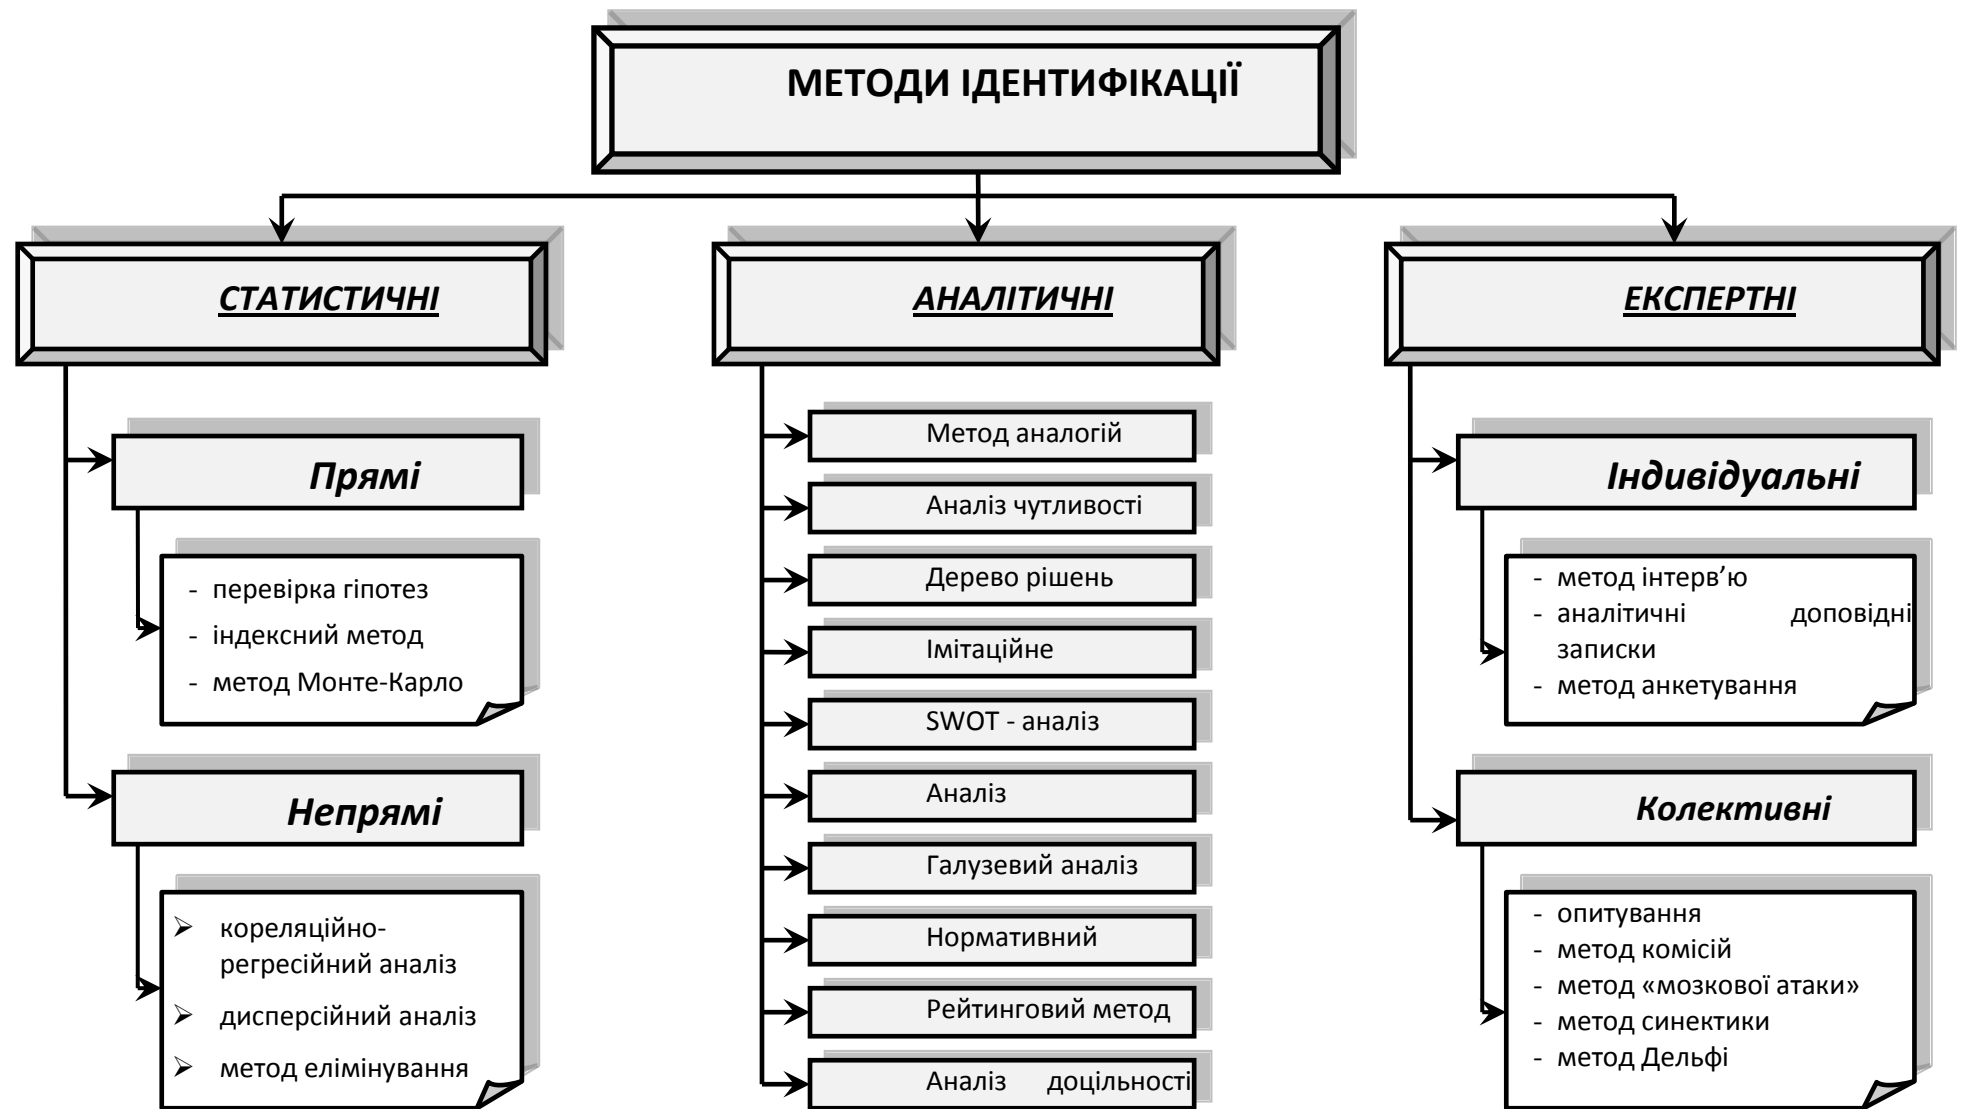 МЕТОДИ ІДЕНТИФІКАЦІЇ
СТАТИСТИЧНІ
Прямі
- перевірка гіпотез
- індексний метод
- метод Монте-Карло
Непрямі
➢ кореляційно-
регресійний аналіз
➢ дисперсійний аналіз
➢ метод елімінування
АНАЛІТИЧНІ
Метод аналогій
Аналіз чутливості
Дерево рішень
Імітаційне
SWOT - аналіз
Аналіз
Галузевий аналіз
Нормативний
Рейтинговий метод
Аналіз доцільності
ЕКСПЕРТНІ
Індивідуальні
- метод інтерв’ю
- аналітичні доповідні
записки
- метод анкетування
Колективні
- опитування
- метод комісій
- метод «мозкової атаки»
- метод синектики
- метод Дельфі